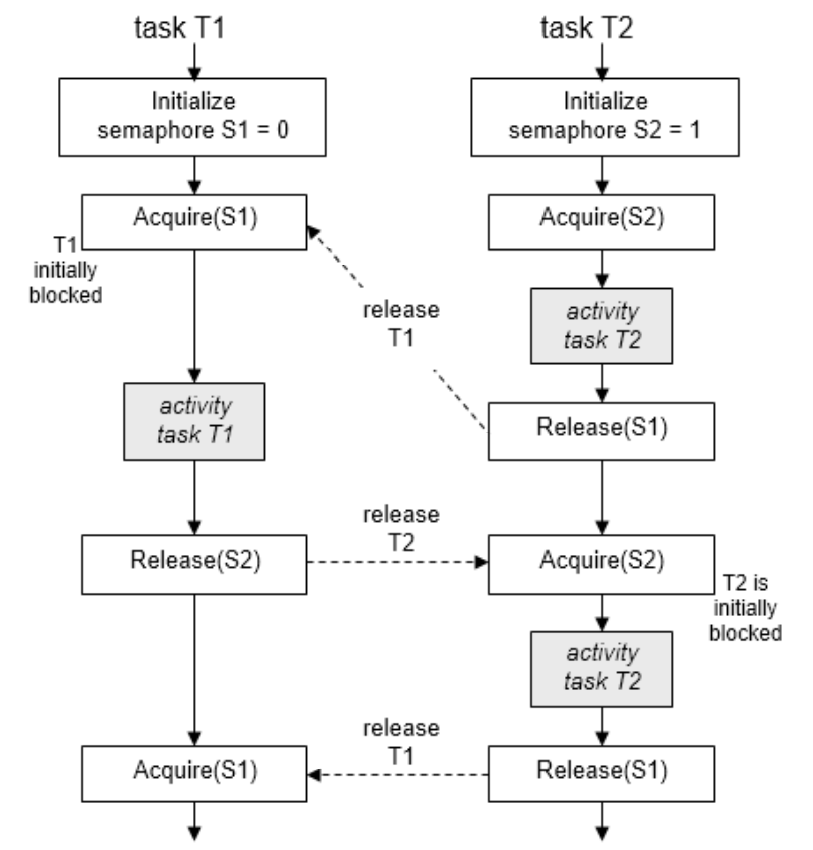 task T1
task T2
Initialize
semaphore S1 = 0
Initialize
semaphore S2 = 1
Acquire(S1)
Acquire(S2)
T1
initially
blocked
release
T1
activity
task T2
activity
task T1
Release(S1)
release
T2
Release(S2)
Acquire(S2)
T2 is
initially
blocked
activity
task T2
release
T1
Acquire(S1)
Release(S1)